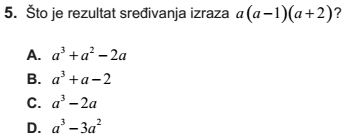 5. Što je rezultat sređivanja izraza a(a−1)(a+2)?
A. a³+a²−2a
B. a³+a−2
C. a³−2a
D. a³−3a²